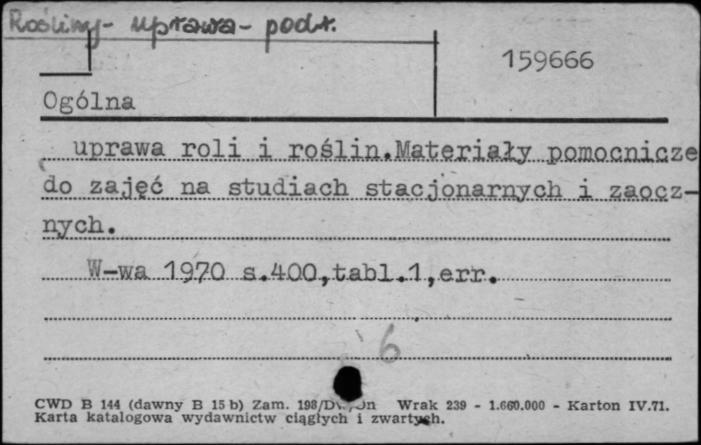 Rośliny - uprawa - podr.
159666
Ogólna
uprawa roli i roślin.Materiały pomocnicze
do zajęć na studiach stacjonarnych i zaocz-
nych.
W-wa 1970 s.400,tabl.1,err.
6
CWD B 144 (dawny B 15 b) Zam. 198/ Wrak 239 - 1.660.000 - Karton IV.71.
Karta katalogowa wydawnictw ciągłych i zwartych.